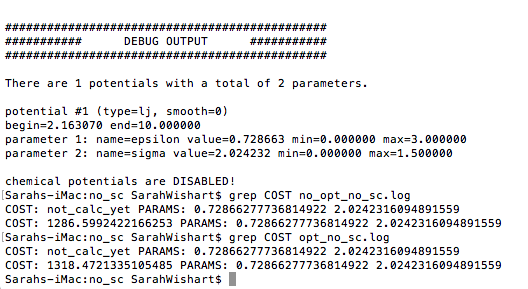 ##############################################
########### DEBUG OUTPUT ###########
##############################################
There are 1 potentials with a total of 2 parameters.
potential #1 (type=lj, smooth=0)
begin=2.163070 end=10.000000
parameter 1: name=epsilon value=0.728663 min=0.000000 max=3.000000
parameter 2: name=sigma value=2.024232 min=0.000000 max=1.500000
chemical potentials are DISABLED!
[Sarahs-iMac:no_sc SarahWishart$ grep COST no_opt_no_sc.log
COST: not_calc_yet PARAMS: 0.72866277736814922 2.0242316094891559
COST: 1286.5992422166253 PARAMS: 0.72866277736814922 2.0242316094891559
[Sarahs-iMac:no_sc SarahWishart$ grep COST opt_no_sc.log
COST: not_calc_yet PARAMS: 0.72866277736814922 2.0242316094891559
COST: 1318.4721335105485 PARAMS: 0.72866277736814922 2.0242316094891559
Sarahs-iMac:no_sc SarahWishart$